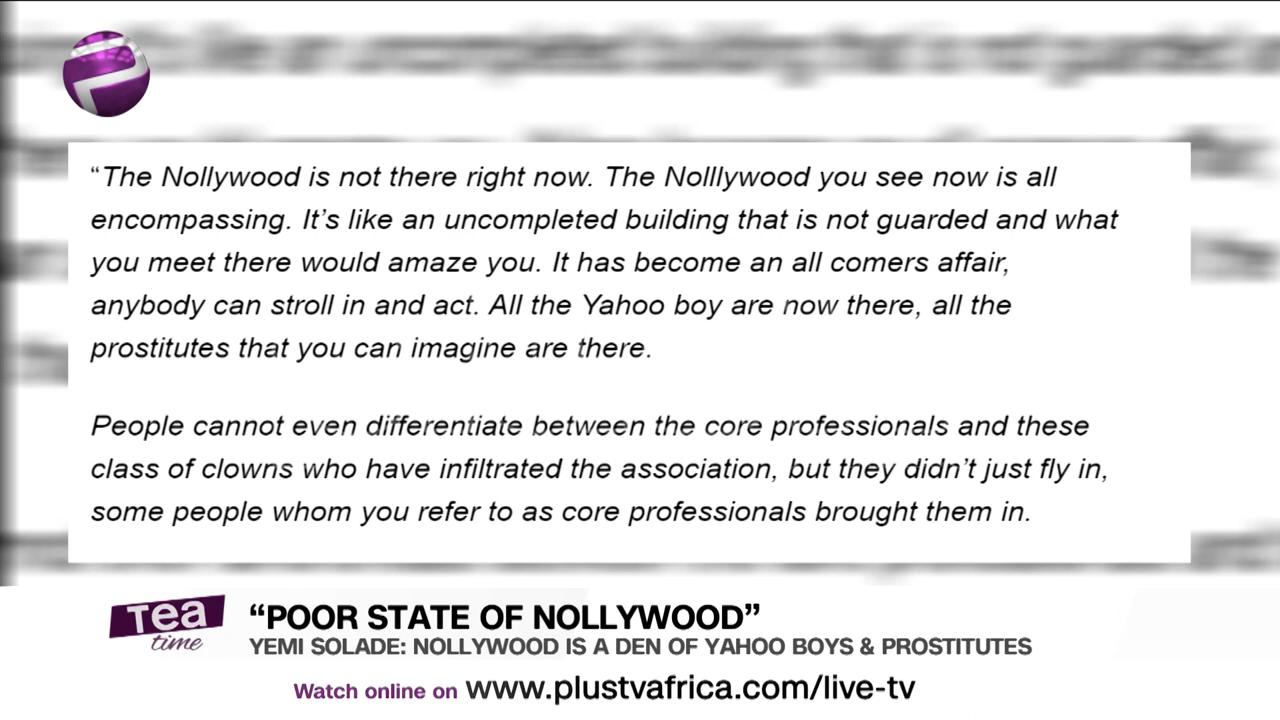 “The Nollywood is not there right now. The Nolllywood you see now is all
encompassing. It’s like an uncompleted building that is not guarded and what
you meet there would amaze you. It has become an all comers affair,
anybody can stroll in and act. All the Yahoo boy are now there, all the
prostitutes that you can imagine are there.
People cannot even differentiate between the core professionals and these
class of clowns who have infiltrated the association, but they didn’t just fly in,
some people whom you refer to as core professionals brought them in.
Tea
time
“POOR STATE OF NOLLYWOOD”
YEMI SOLADE: NOLLYWOOD IS A DEN OF YAHOO BOYS & PROSTITUTES
Watch online on www.plustvafrica.com/live-tv